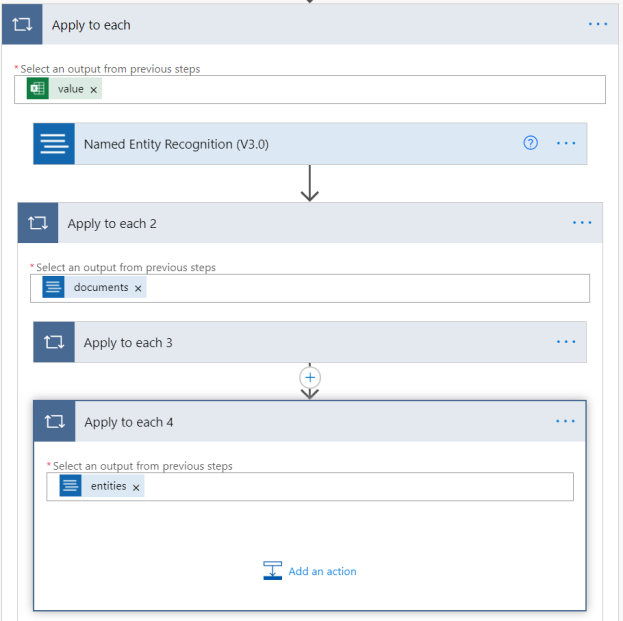 Apply to each
* Select an output from previous steps
value ×
Named Entity Recognition (V3.0)
Apply to each 2
* Select an output from previous steps
documents ×
Apply to each 3
Apply to each 4
* Select an output from previous steps
entities ×
Add an action